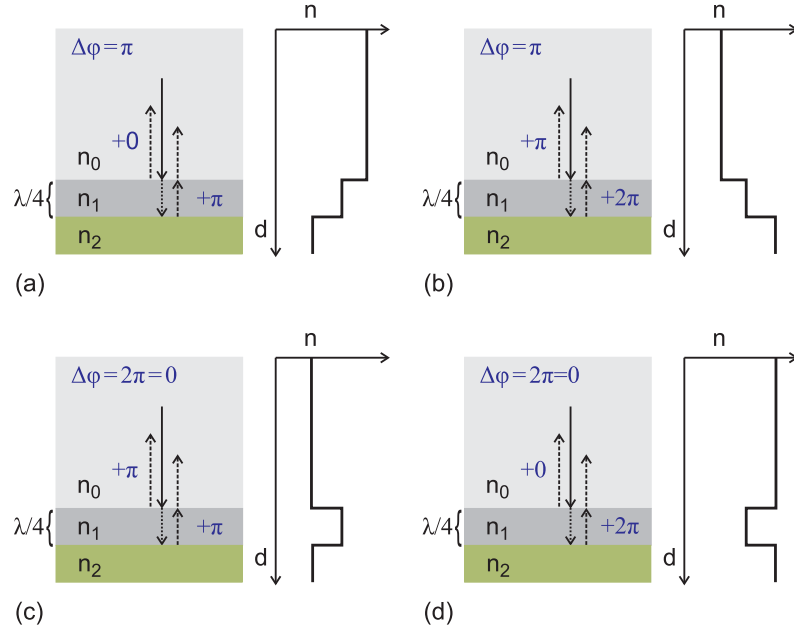 n
Δφ = π
+0
n₀
λ/4
n₁
+π
n₂
d
(a)
n
Δφ = π
+π
n₀
λ/4
n₁
+2π
n₂
d
(b)
n
Δφ = 2π = 0
+π
n₀
λ/4
n₁
+π
n₂
d
(c)
n
Δφ = 2π=0
+0
n₀
λ/4
n₁
+2π
n₂
d
(d)